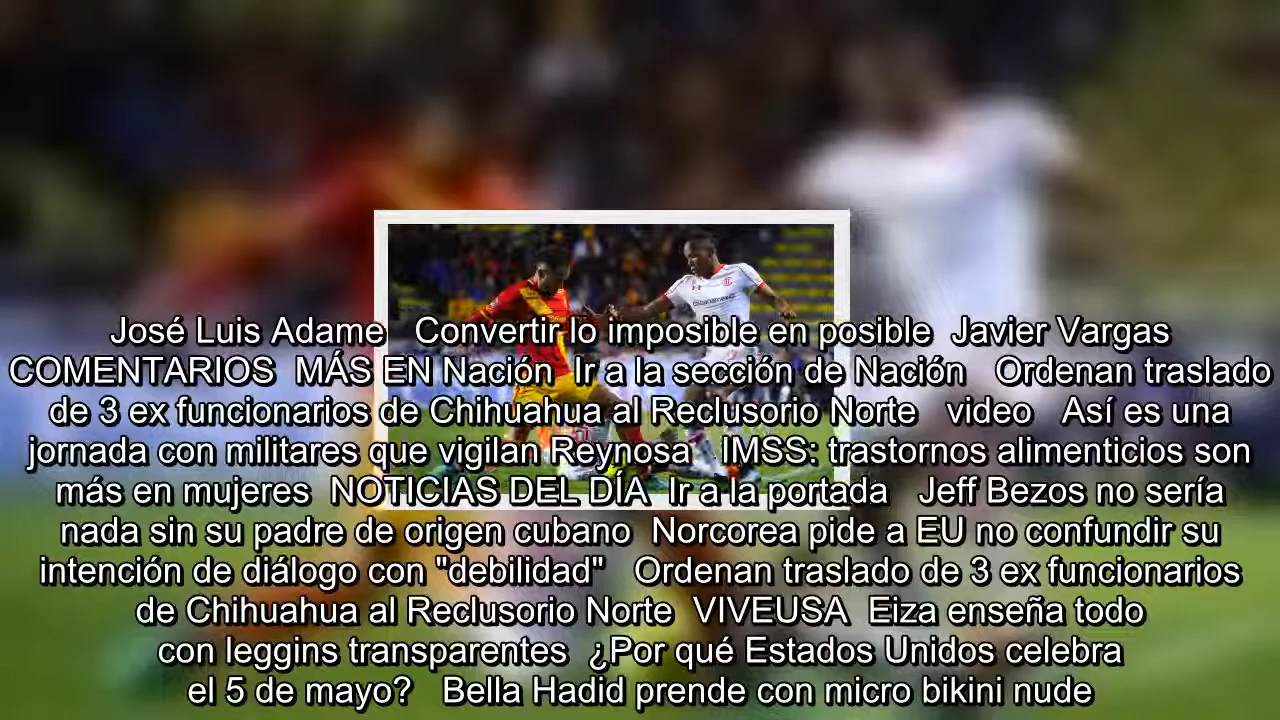 José Luis Adame   Convertir lo imposible en posible  Javier Vargas
COMENTARIOS  MÁS EN Nación  Ir a la sección de Nación   Ordenan traslado
de 3 ex funcionarios de Chihuahua al Reclusorio Norte   video   Así es una
jornada con militares que vigilan Reynosa   IMSS: trastornos alimenticios son
más en mujeres  NOTICIAS DEL DÍA  Ir a la portada   Jeff Bezos no sería
nada sin su padre de origen cubano  Norcorea pide a EU no confundir su
intención de diálogo con "debilidad"   Ordenan traslado de 3 ex funcionarios
de Chihuahua al Reclusorio Norte  VIVEUSA  Eiza enseña todo
con leggins transparentes  ¿Por qué Estados Unidos celebra
el 5 de mayo?   Bella Hadid prende con micro bikini nude